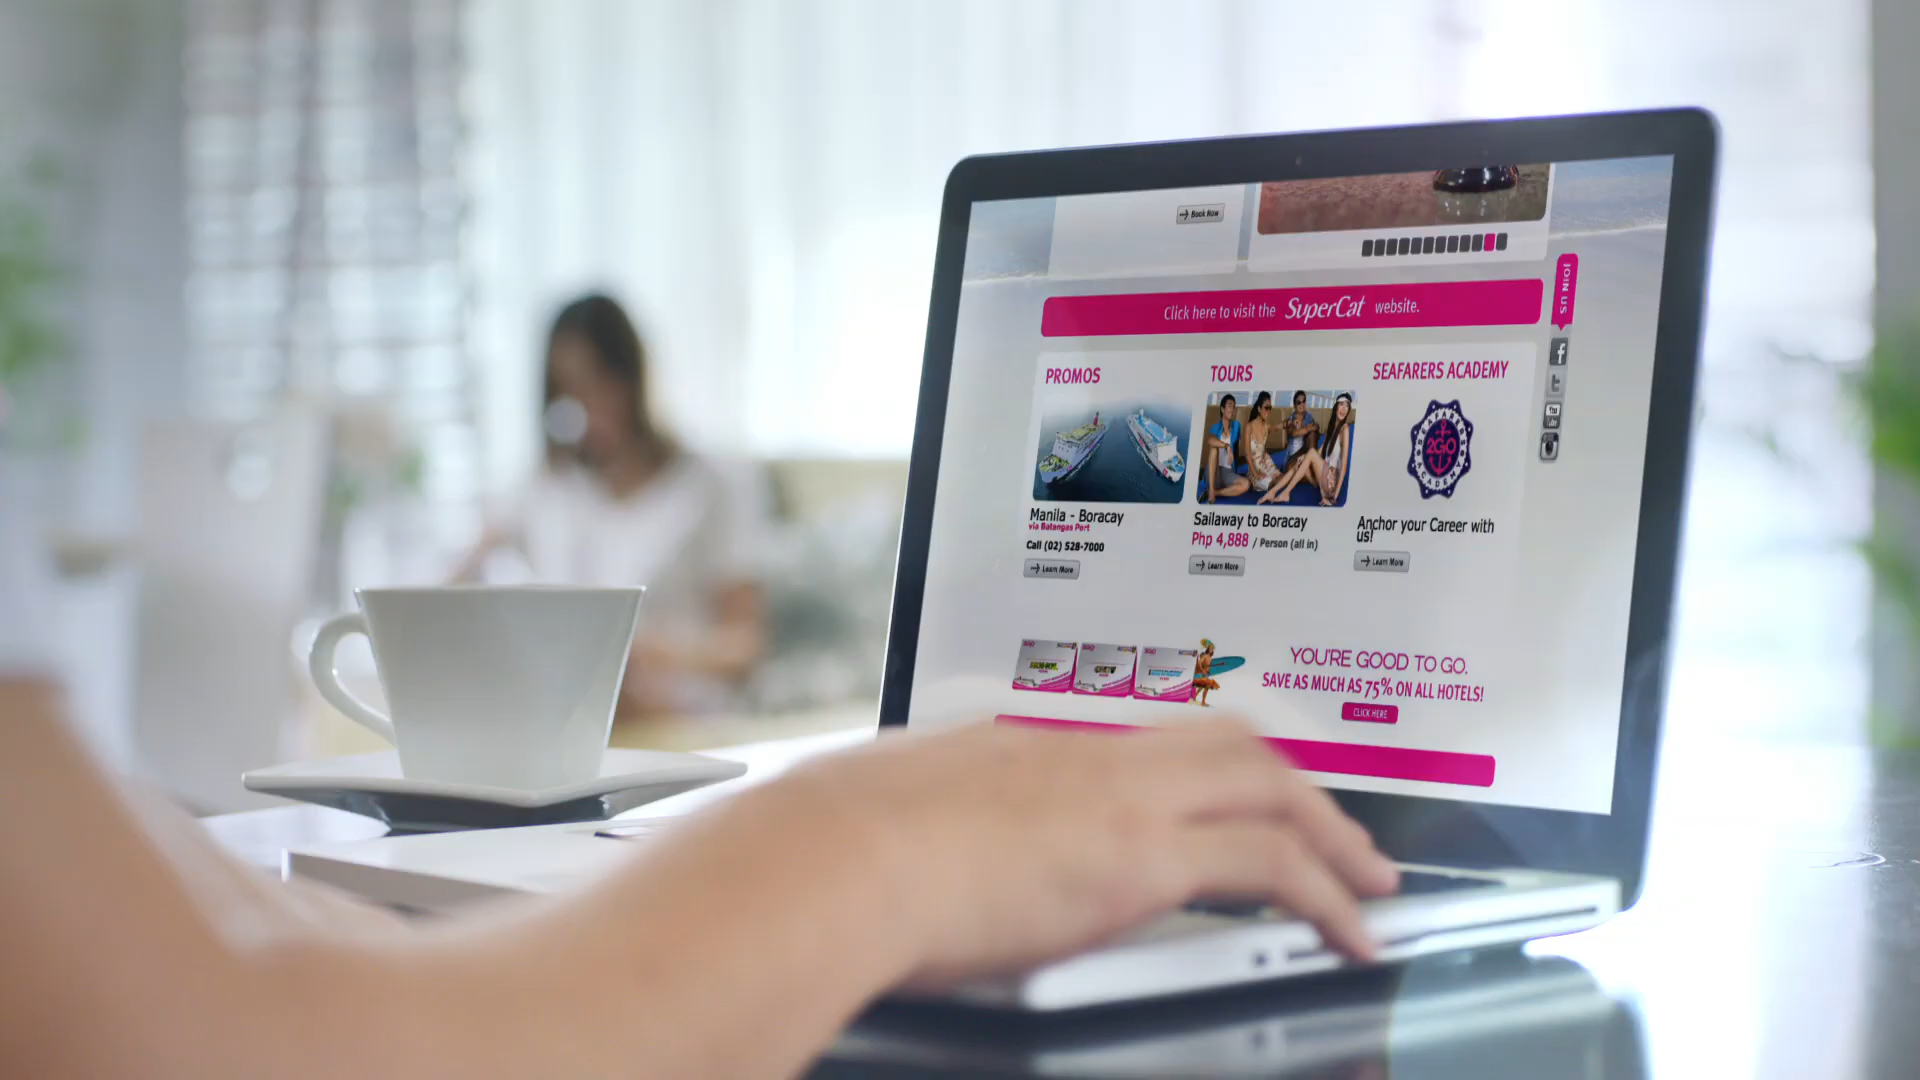 Book Now
Click here to visit the SuperCat website.
JOIN US
PROMOS
TOURS
SEAFARERS ACADEMY
SEAFARERS
2GO
ACADEMY
Manila - Boracay
via Batangas Port
Call (02) 528-7000
Learn More
Sailaway to Boracay
Php 4,888 / Person (all in)
Learn More
Anchor your Career with
us!
Learn More
YOU'RE GOOD TO GO.
SAVE AS MUCH AS 75% ON ALL HOTELS!
CLICK HERE